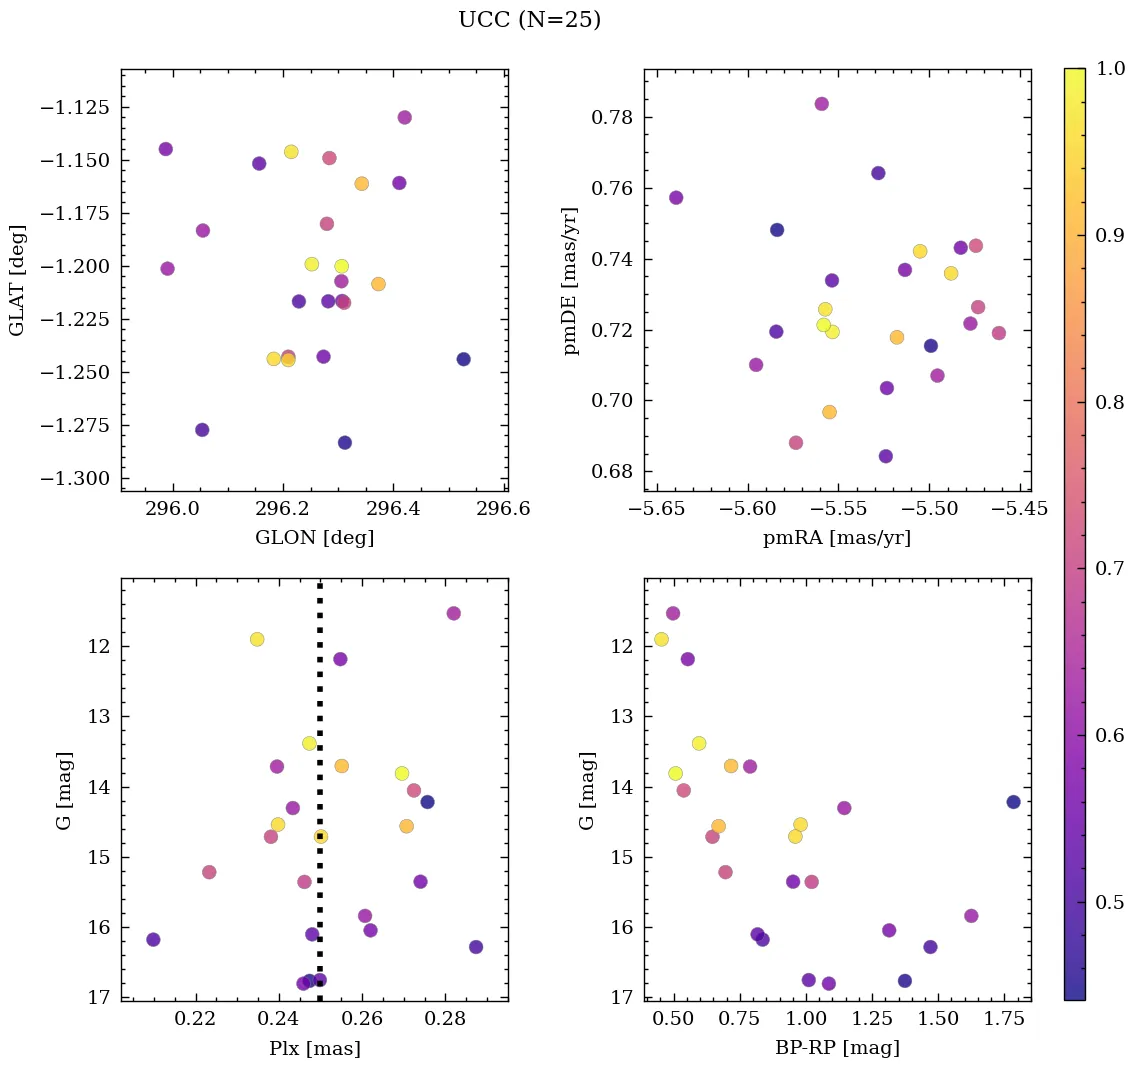 UCC (N=25)
−1.125
−1.150
−1.175
−1.200
−1.225
−1.250
−1.275
−1.300
GLAT [deg]
296.0 296.2 296.4 296.6
GLON [deg]
0.78
0.76
0.74
0.72
0.70
0.68
pmDE [mas/yr]
−5.65 −5.60 −5.55 −5.50 −5.45
pmRA [mas/yr]
12
13
14
15
16
17
G [mag]
0.22 0.24 0.26 0.28
Plx [mas]
12
13
14
15
16
17
G [mag]
0.50 0.75 1.00 1.25 1.50 1.75
BP-RP [mag]
1.0
0.9
0.8
0.7
0.6
0.5